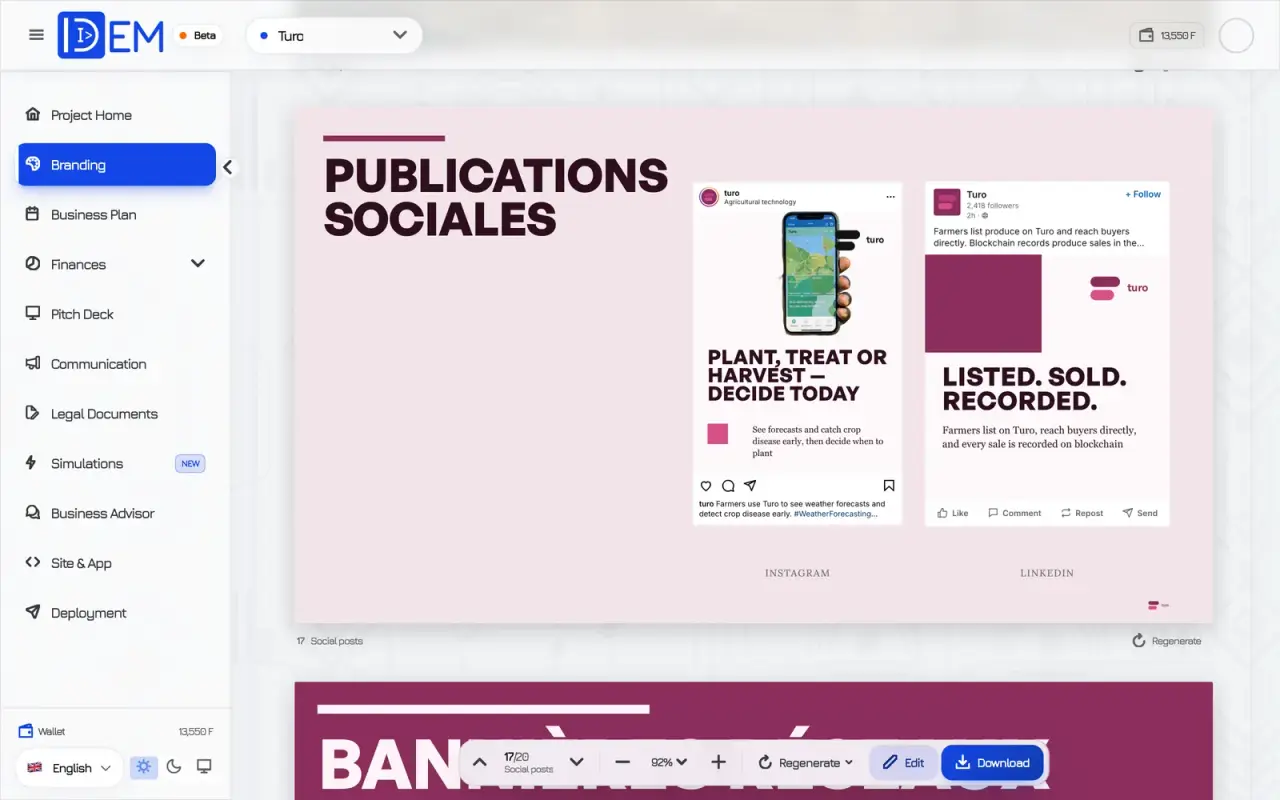 IDEM
Beta
Turo
13,550 F
Project Home
Branding
Business Plan
Finances
Pitch Deck
Communication
Legal Documents
Simulations
NEW
Business Advisor
Site & App
Deployment
Wallet
13,550 F
English
PUBLICATIONS
SOCIALES
turo
Agricultural technology
turo
PLANT, TREAT OR
HARVEST —
DECIDE TODAY
See forecasts and catch crop
disease early, then decide when to
plant
turo Farmers use Turo to see weather forecasts and
detect crop disease early. #WeatherForecasting...
INSTAGRAM
Turo
+ Follow
2,418 followers
2h ·
Farmers list produce on Turo and reach buyers
directly. Blockchain records produce sales in the...
turo
LISTED. SOLD.
RECORDED.
Farmers list on Turo, reach buyers directly,
and every sale is recorded on blockchain
Like
Comment
Repost
Send
LINKEDIN
17 Social posts
Regenerate
17/20
Social posts
92%
Regenerate
Edit
Download